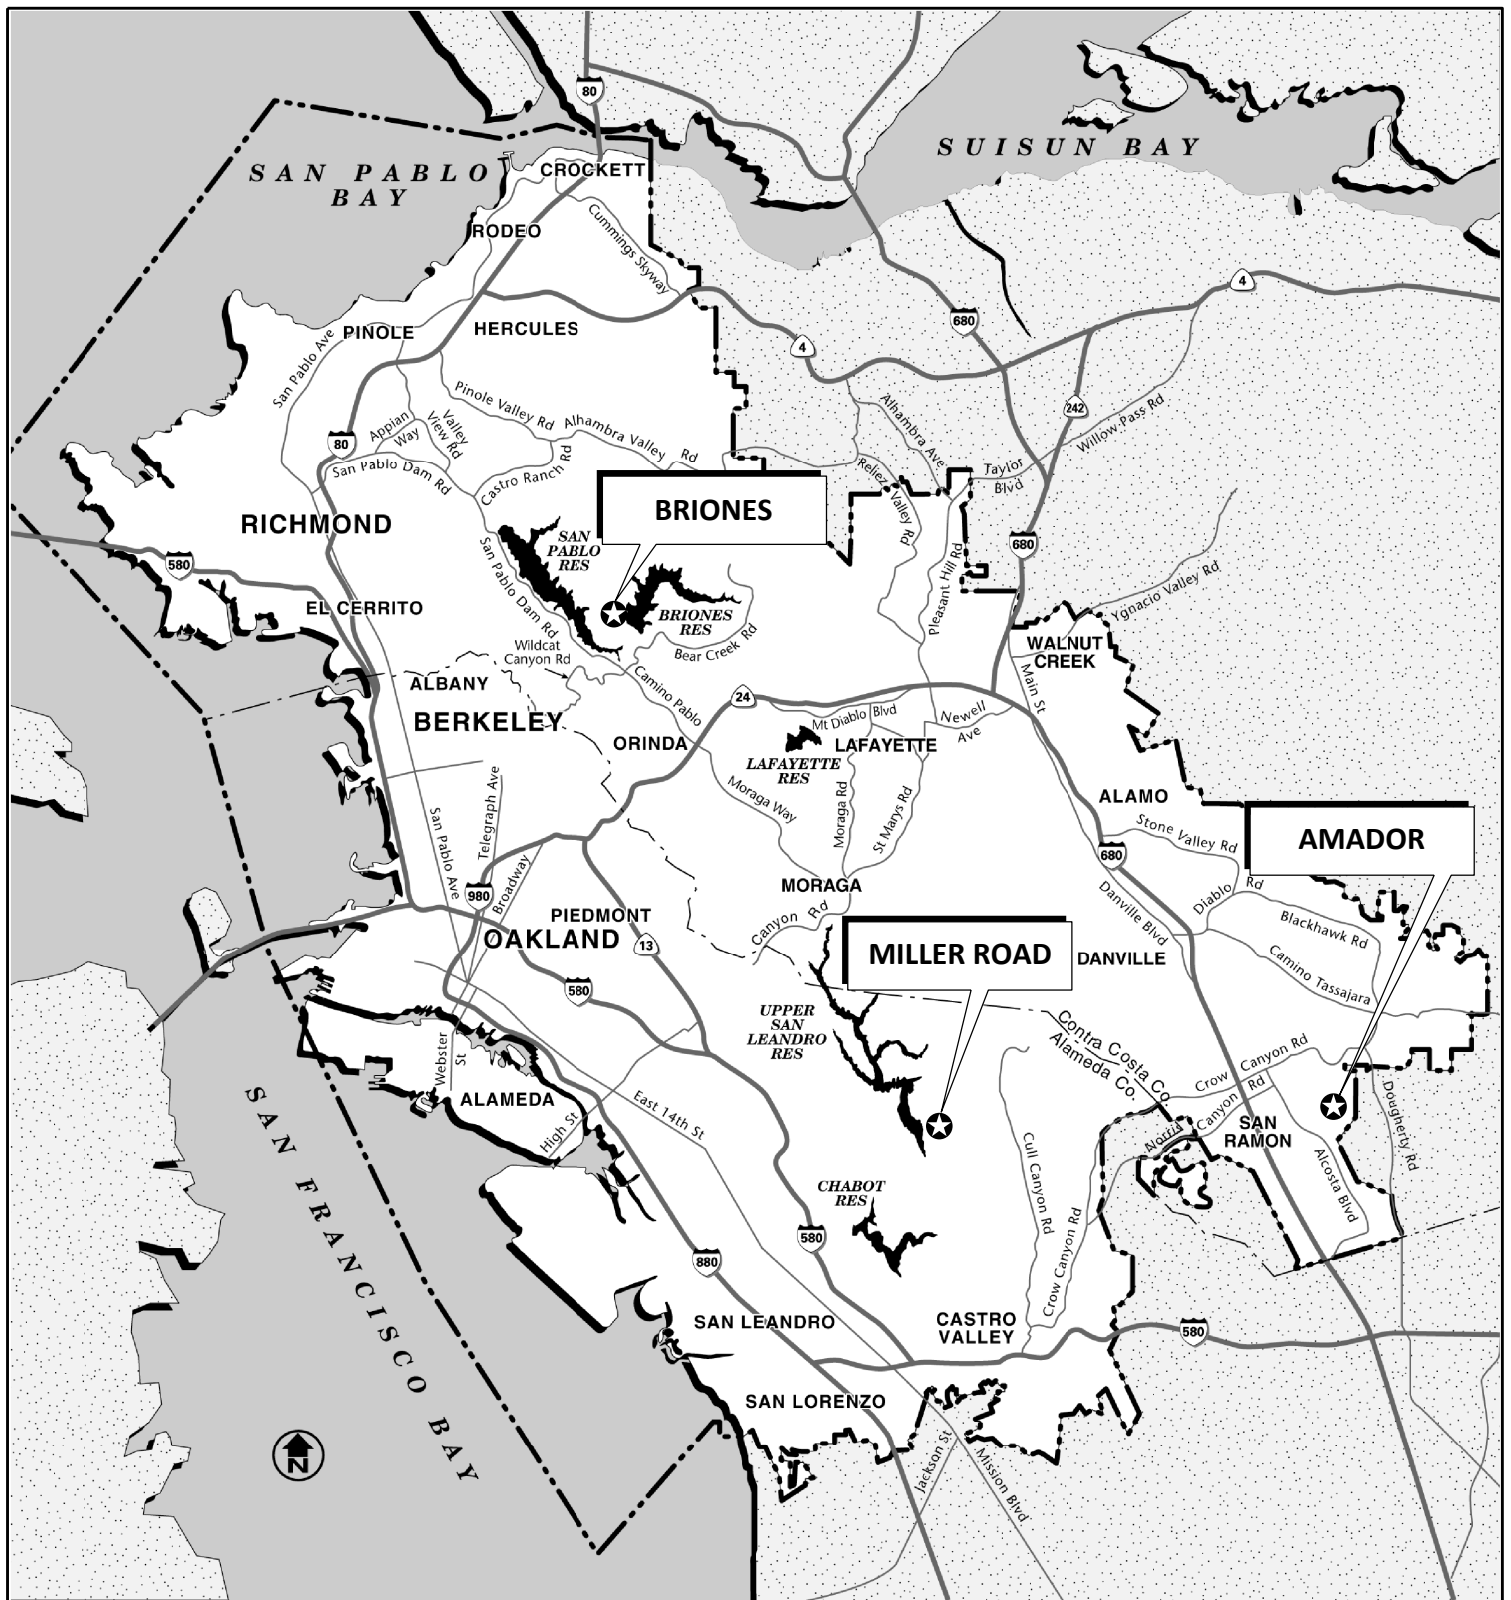 80
SUISUN BAY
SAN PABLO
BAY
CROCKETT
RODEO
Cummings Skyway
4
680
HERCULES
PINOLE
San Pablo Ave
4
242
Willow Pass Rd
Pinole Valley Rd
Alhambra Valley Rd
Alhambra Ave
Appian
Way
Valley
View Rd
80
San Pablo Dam Rd
Castro Ranch Rd
Reliez Valley Rd
Taylor
Blvd
BRIONES
RICHMOND
SAN
PABLO
RES
680
580
San Pablo Dam Rd
Pleasant Hill Rd
Ygnacio Valley Rd
EL CERRITO
BRIONES
RES
Bear Creek Rd
Wildcat
Canyon Rd
WALNUT
CREEK
Main St
ALBANY
Camino Pablo
24
BERKELEY
Mt Diablo Blvd
Newell
Ave
ORINDA
LAFAYETTE
LAFAYETTE
RES
Telegraph Ave
San Pablo Ave
Moraga Way
Moraga Rd
St Marys Rd
ALAMO
Stone Valley Rd
AMADOR
680
980
Broadway
MORAGA
Danville Blvd
Diablo Rd
Blackhawk Rd
PIEDMONT
OAKLAND
13
Canyon Rd
MILLER ROAD
DANVILLE
Camino Tassajara
580
UPPER
SAN
LEANDRO
RES
Contra Costa Co.
Alameda Co.
Webster
St
Crow Canyon Rd
Norris Canyon Rd
ALAMEDA
High St
East 14th St
SAN
RAMON
Dougherty Rd
Alcosta Blvd
Cull Canyon Rd
Crow Canyon Rd
CHABOT
RES
580
880
SAN FRANCISCO BAY
SAN LEANDRO
CASTRO
VALLEY
580
SAN LORENZO
Jackson St
Mission Blvd
N